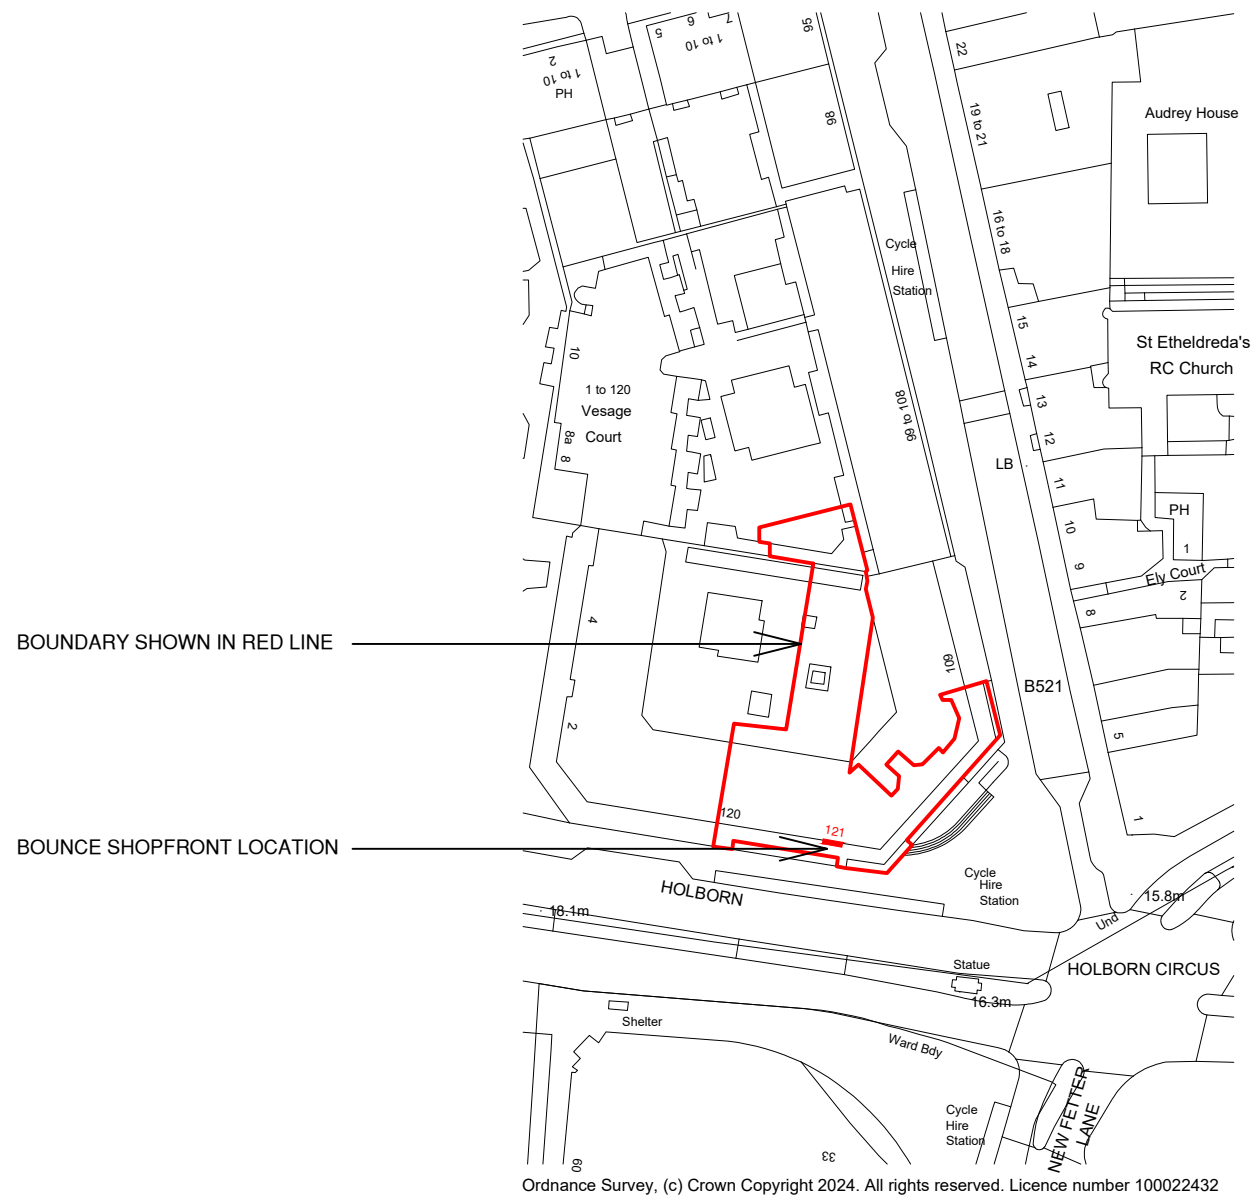 95
7
6
5
1 to 10
2
1 to 10
PH
22
98
19 to 21
Audrey House
16 to 18
Cycle
Hire
Station
15
St Etheldreda's
RC Church
14
10
1 to 120
Vesage
Court
99 to 108
13
12
8a
8
LB
11
PH
10
1
9
Ely Court
2
8
4
BOUNDARY SHOWN IN RED LINE
109
B521
2
5
120
121
1
BOUNCE SHOPFRONT LOCATION
HOLBORN
Cycle
Hire
Station
15.8m
18.1m
Und
Statue
HOLBORN CIRCUS
16.3m
Shelter
Ward Bdy
NEW FETTER
LANE
Cycle
Hire
Station
33
60
Ordnance Survey, (c) Crown Copyright 2024. All rights reserved. Licence number 100022432